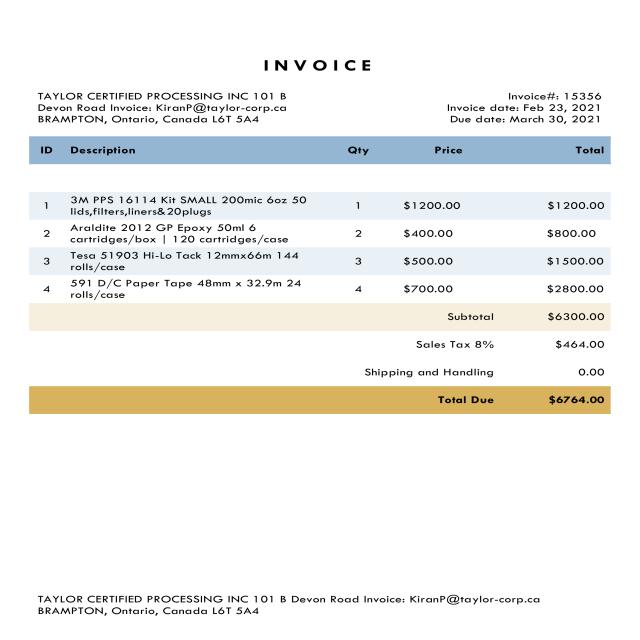 INVOICE
TAYLOR CERTIFIED PROCESSING INC 101 B
Devon Road Invoice: KiranP@taylor-corp.ca
BRAMPTON, Ontario, Canada L6T 5A4
Invoice#: 15356
Invoice date: Feb 23, 2021
Due date: March 30, 2021
ID Description Qty Price Total
1 3M PPS 16114 Kit SMALL 200mic 6oz 50 1 $1200.00 $1200.00
lids,filters,liners&20plugs
2 Araldite 2012 GP Epoxy 50ml 6 2 $400.00 $800.00
cartridges/box | 120 cartridges/case
3 Tesa 51903 Hi-Lo Tack 12mmx66m 144 3 $500.00 $1500.00
rolls/case
4 591 D/C Paper Tape 48mm x 32.9m 24 4 $700.00 $2800.00
rolls/case
Subtotal $6300.00
Sales Tax 8% $464.00
Shipping and Handling 0.00
Total Due $6764.00
TAYLOR CERTIFIED PROCESSING INC 101 B Devon Road Invoice: KiranP@taylor-corp.ca
BRAMPTON, Ontario, Canada L6T 5A4